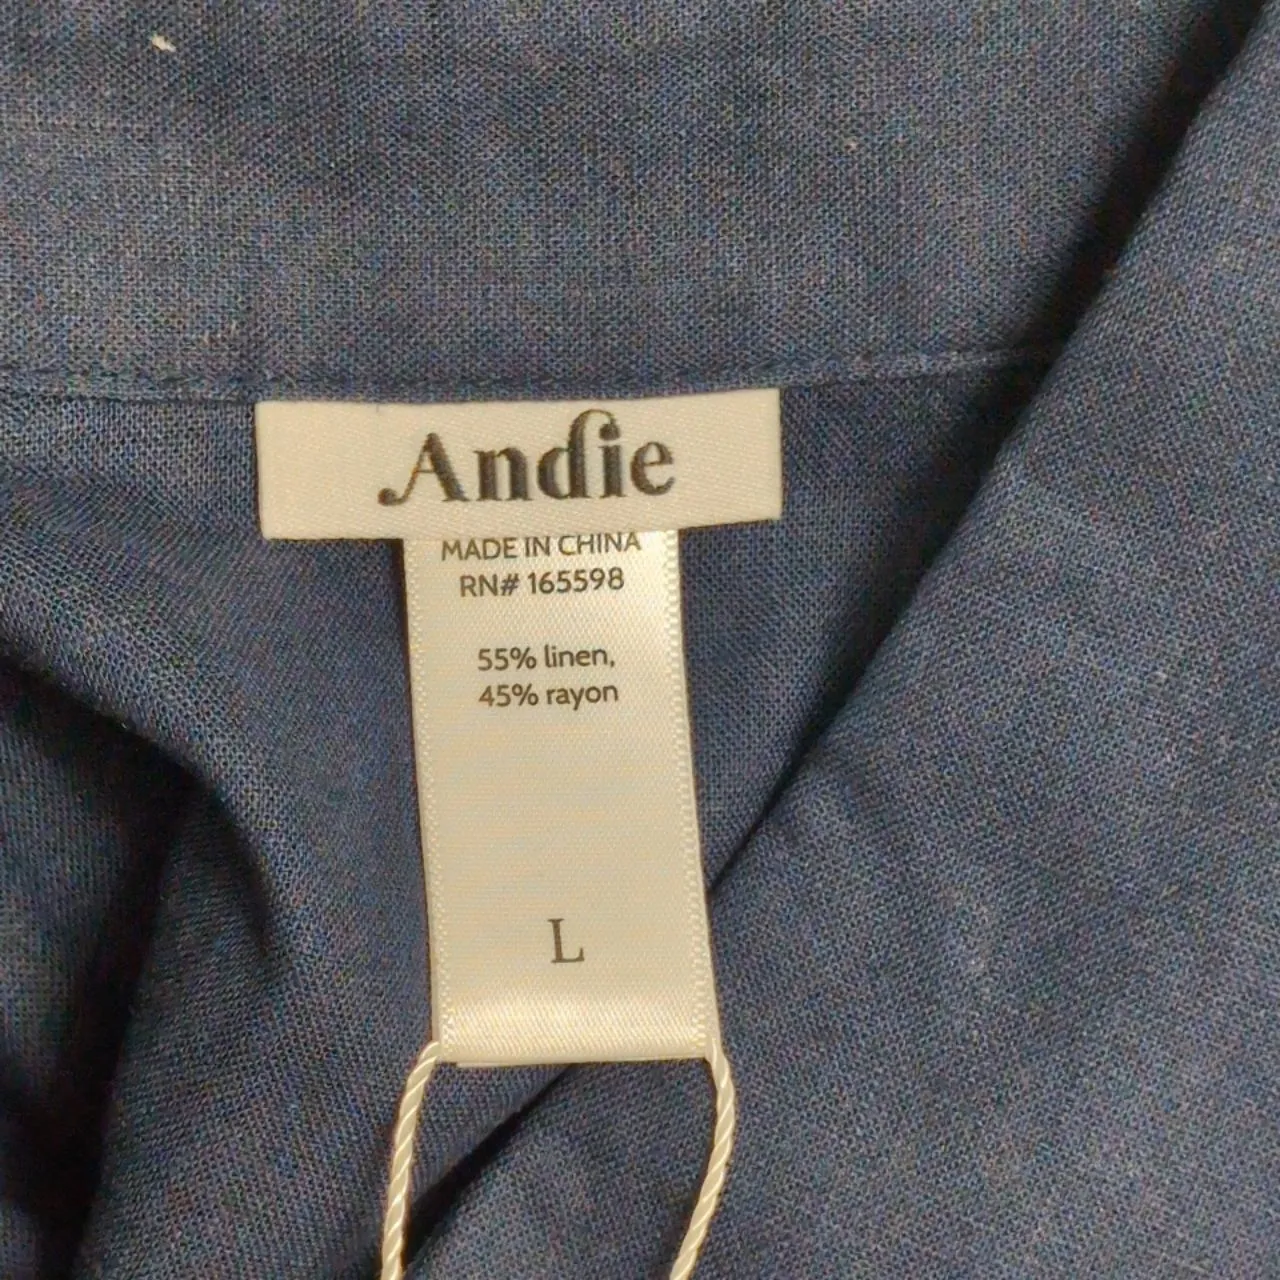 Andie
MADE IN CHINA
RN# 165598
55% linen,
45% rayon
L